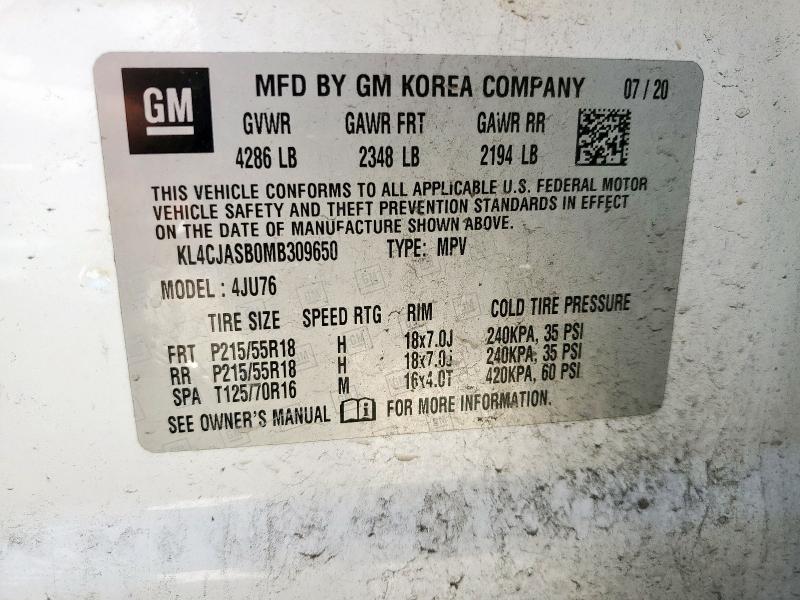 GM MFD BY GM KOREA COMPANY 07 / 20
GVWR GAWR FRT GAWR RR
4286 LB 2348 LB 2194 LB
THIS VEHICLE CONFORMS TO ALL APPLICABLE U.S. FEDERAL MOTOR
VEHICLE SAFETY AND THEFT PREVENTION STANDARDS IN EFFECT
ON THE DATE OF MANUFACTURE SHOWN ABOVE.
KL4CJASB0MB309650 TYPE: MPV
MODEL : 4JU76
TIRE SIZE SPEED RTG RIM COLD TIRE PRESSURE
FRT P215/55R18 H 18x7.0J 240KPA, 35 PSI
RR P215/55R18 H 18x7.0J 240KPA, 35 PSI
SPA T125/70R16 M 16x4.0T 420KPA, 60 PSI
SEE OWNER'S MANUAL FOR MORE INFORMATION.